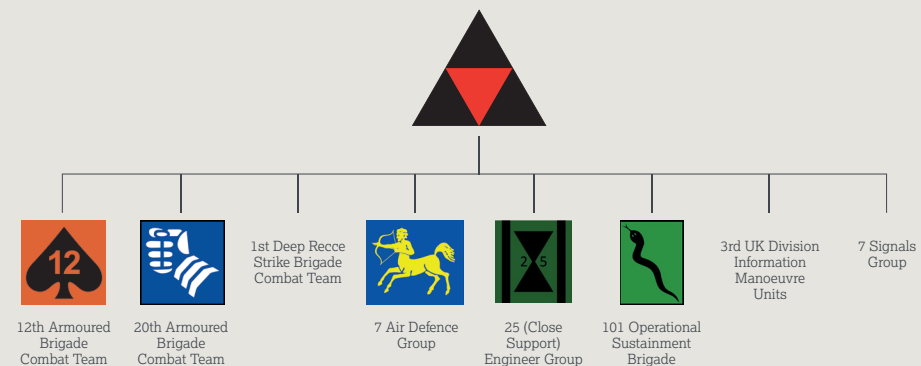 12
12th Armoured
Brigade
Combat Team
20th Armoured
Brigade
Combat Team
1st Deep Recce
Strike Brigade
Combat Team
7 Air Defence
Group
2 5
25 (Close
Support)
Engineer Group
101 Operational
Sustainment
Brigade
3rd UK Division
Information
Manoeuvre
Units
7 Signals
Group